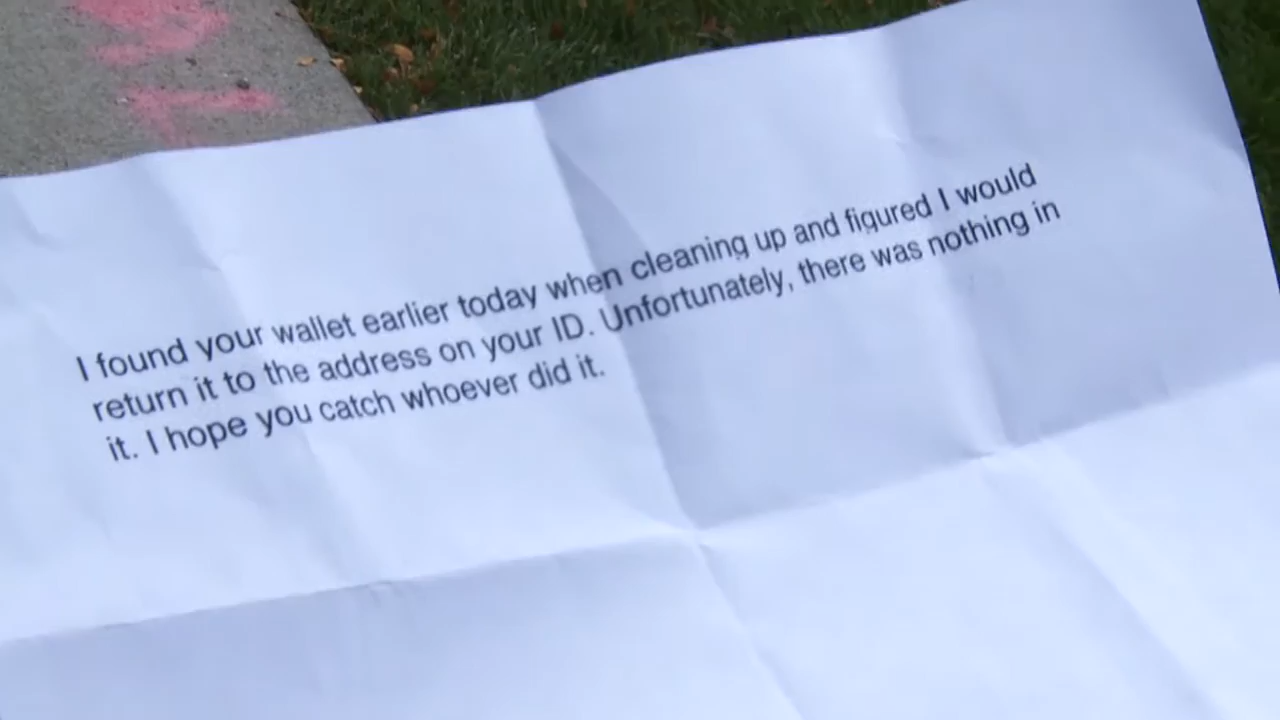 I found your wallet earlier today when cleaning up and figured I would
return it to the address on your ID. Unfortunately, there was nothing in
it. I hope you catch whoever did it.